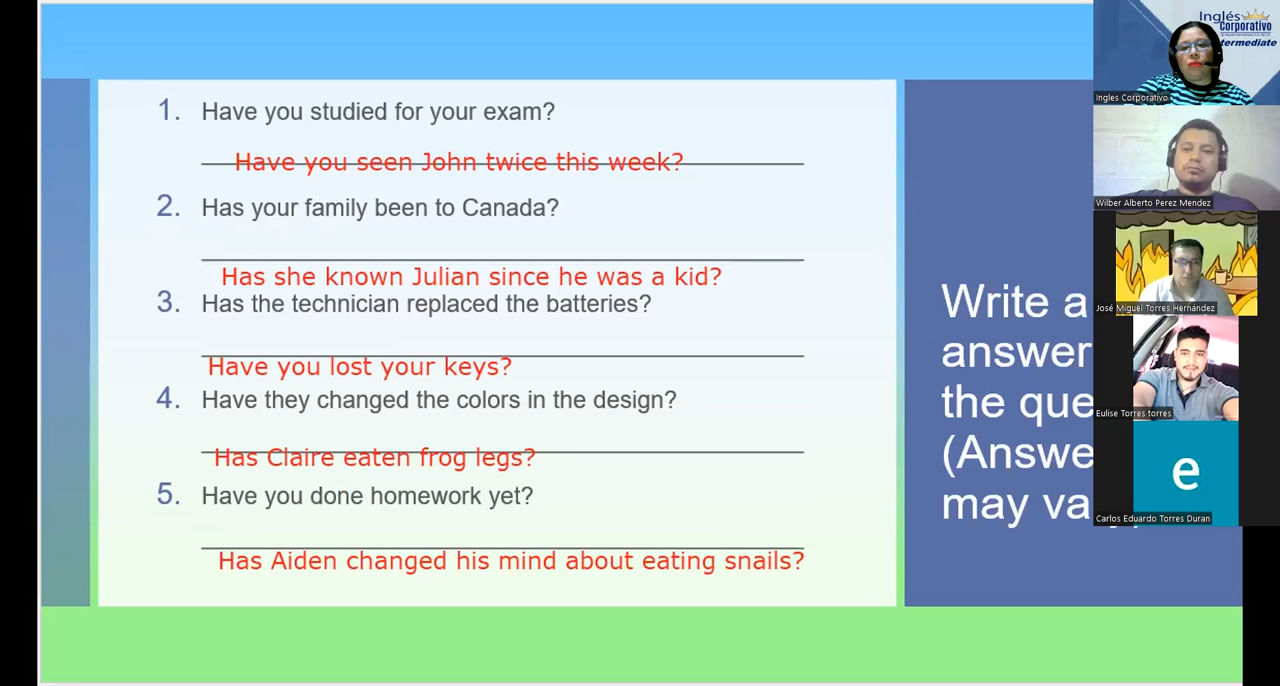 Inglés
Corporativo
Intermediate
Ingles Corporativo
1. Have you studied for your exam?
Have you seen John twice this week?
2. Has your family been to Canada?
Has she known Julian since he was a kid?
3. Has the technician replaced the batteries?
Have you lost your keys?
4. Have they changed the colors in the design?
Has Claire eaten frog legs?
5. Have you done homework yet?
Has Aiden changed his mind about eating snails?
Write a
answer
the que
(Answe
may va
Wilber Alberto Perez Mendez
José Miguel Torres Hernández
Eulise Torres torres
e
Carlos Eduardo Torres Duran